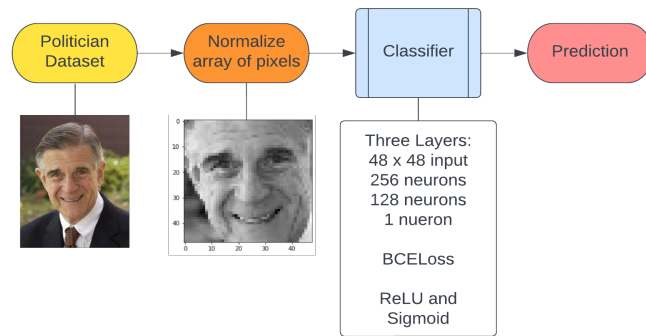 Politician
Dataset
Normalize
array of pixels
Classifier
Prediction
0
10
20
30
40
0
10
20
30
40
Three Layers:
48 x 48 input
256 neurons
128 neurons
1 nueron
BCELoss
ReLU and
Sigmoid